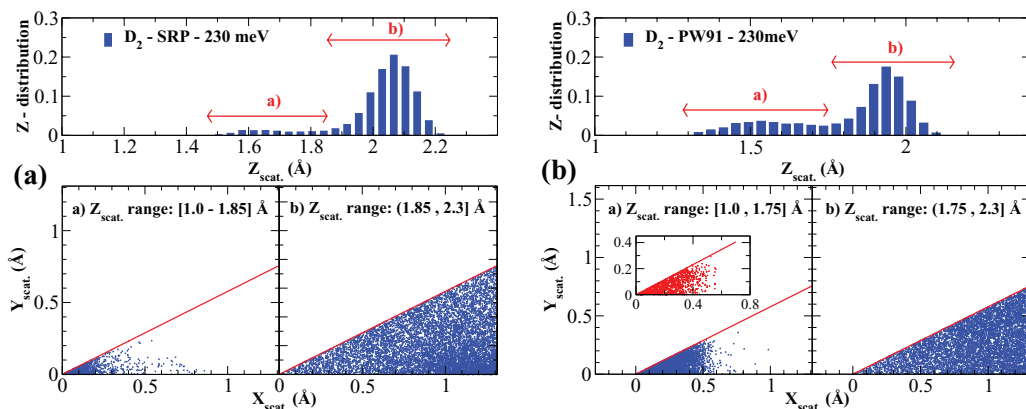 0.3
0.2
0.1
0
Z - distribution
D2 - SRP - 230 meV
b)
a)
1 1.2 1.4 1.6 1.8 2 2.2
Zscat. (Å)
(a)
a) Zscat. range: [1.0 - 1.85] Å
b) Zscat. range: (1.85 , 2.3] Å
1.5
1
0.5
0
Yscat. (Å)
0 0.5 1 0 0.5 1
Xscat. (Å)
0.3
0.2
0.1
0
Z- distribution
D2 - PW91 - 230meV
b)
a)
1 1.5 2
Zscat. (Å)
(b)
a) Zscat. range: [1.0 , 1.75] Å
b) Zscat. range: (1.75 , 2.3] Å
1.5
1
0.5
0
Yscat. (Å)
0.4
0.2
0
0 0.4 0.8
0 0.5 1 0 0.5 1
Xscat. (Å)